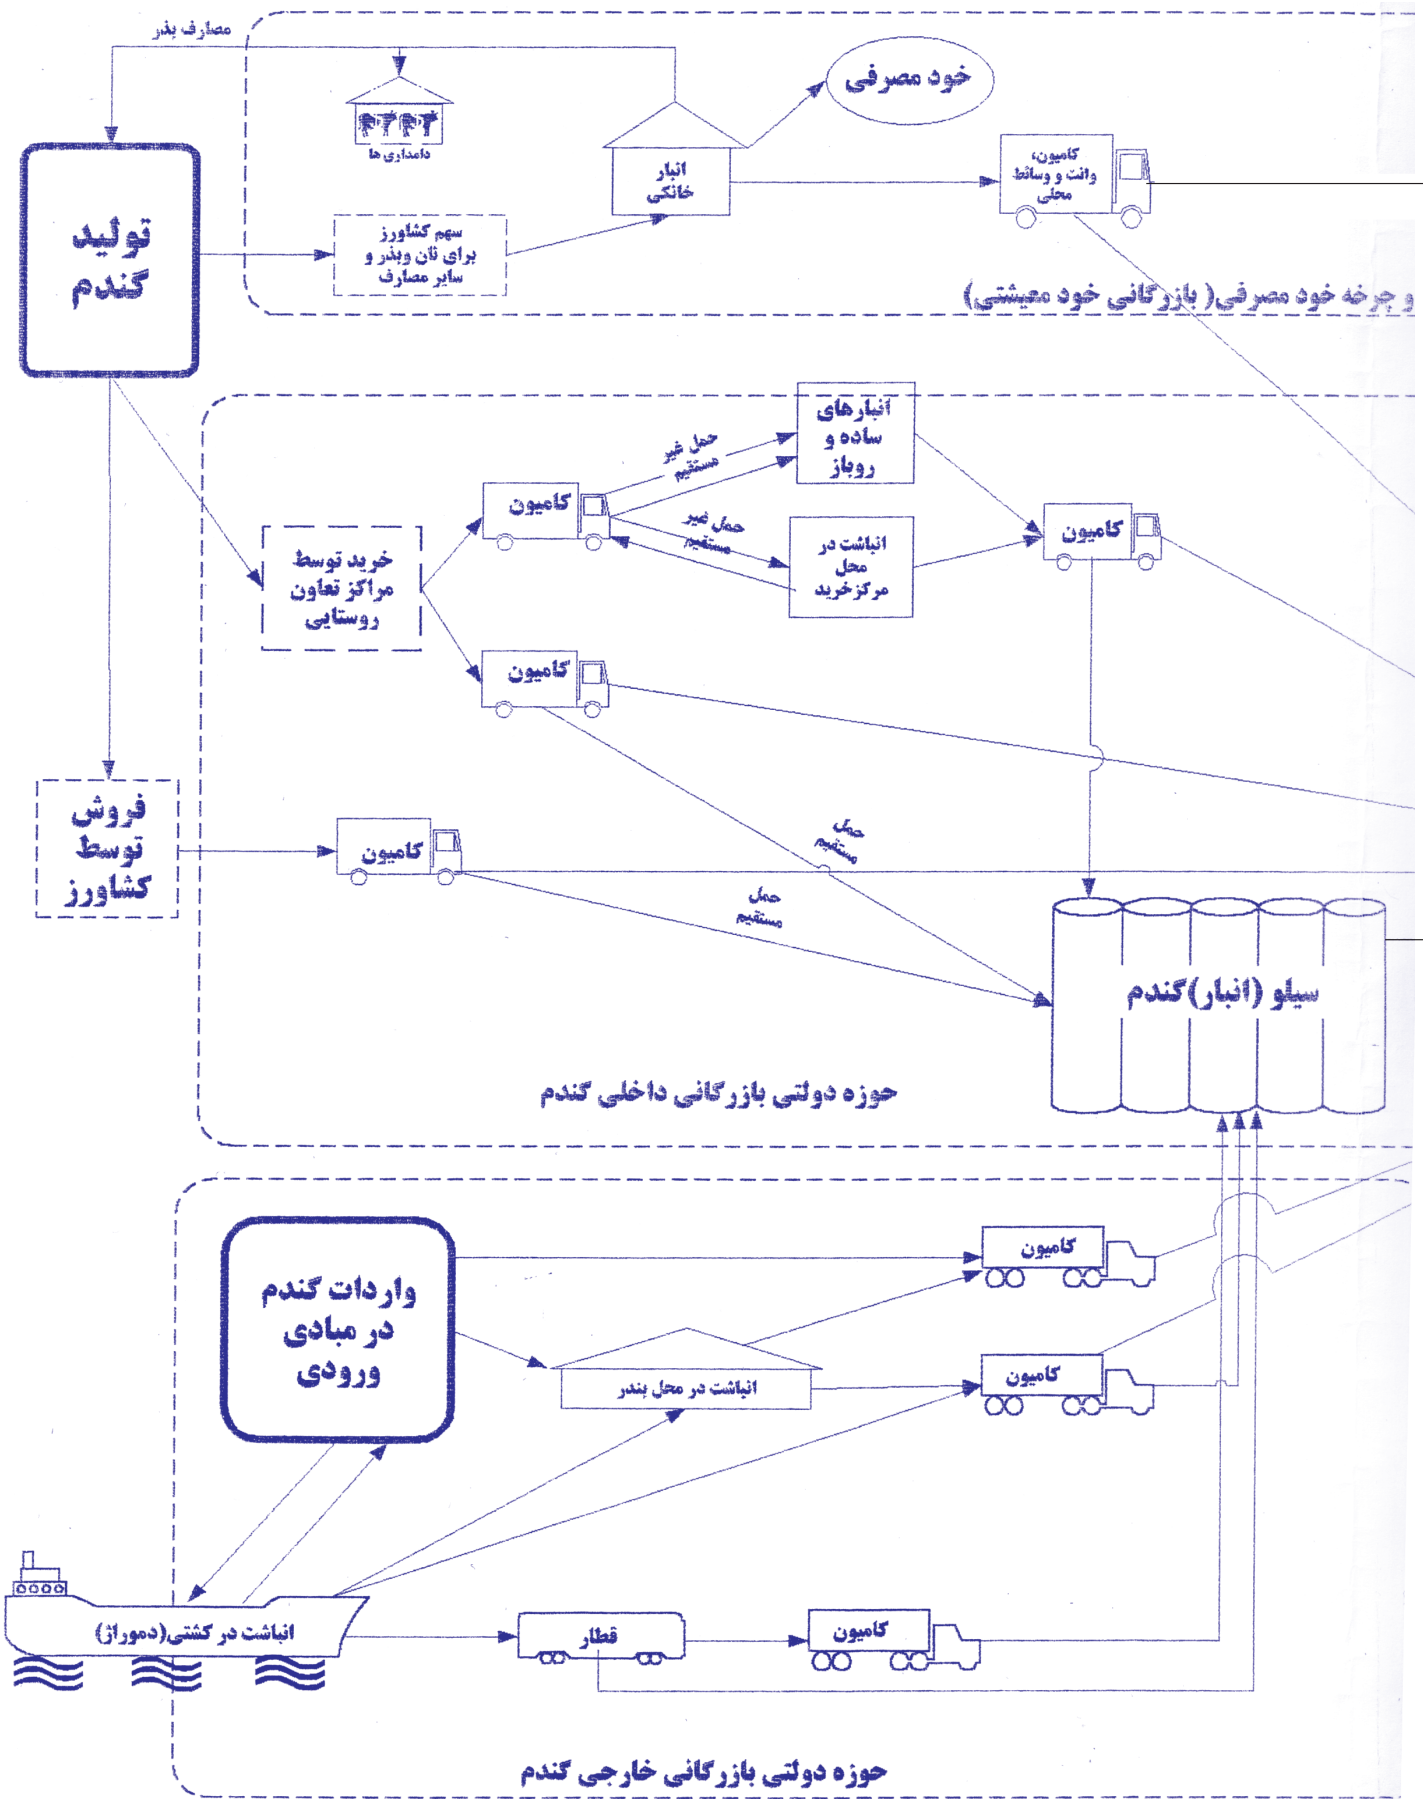 مصارف بذر
خود مصرفی
دامداری ها
انبار
خانگی
کامیون،
وانت و وسائط
محلی
تولید
گندم
سهم کشاورز
برای نان وبذر و
سایر مصارف
و چرخه خود مصرفی( بازرگانی خود معیشتی)
انبارهای
ساده و
روباز
حمل غیر
مستقیم
کامیون
حمل غیر
مستقیم
انباشت در
محل
مرکزخرید
کامیون
خرید توسط
مراکز تعاون
روستایی
کامیون
فروش
توسط
کشاورز
کامیون
حمل
مستقیم
حمل
مستقیم
سیلو (انبار)گندم
حوزه دولتی بازرگانی داخلی گندم
واردات گندم
در مبادی
ورودی
کامیون
انباشت در محل بندر
کامیون
انباشت در کشتی(دموراژ)
قطار
کامیون
حوزه دولتی بازرگانی خارجی گندم